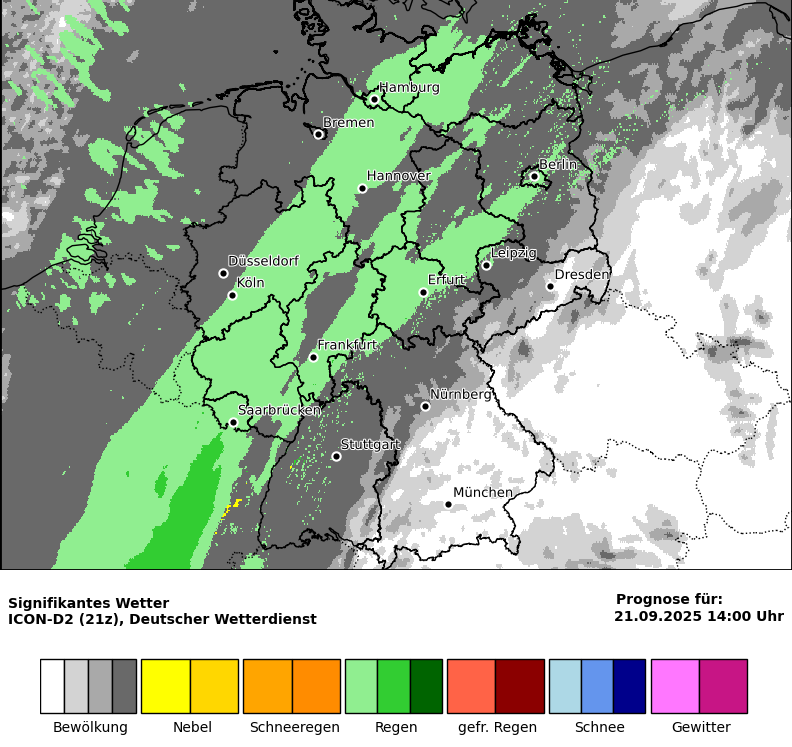 Hamburg
Bremen
Berlin
Hannover
Leipzig
Düsseldorf
Dresden
Köln
Erfurt
Frankfurt
Nürnberg
Saarbrücken
Stuttgart
München
Signifikantes Wetter
ICON-D2 (21z), Deutscher Wetterdienst
Prognose für:
21.09.2025 14:00 Uhr
Bewölkung Nebel Schneeregen Regen gefr. Regen Schnee Gewitter